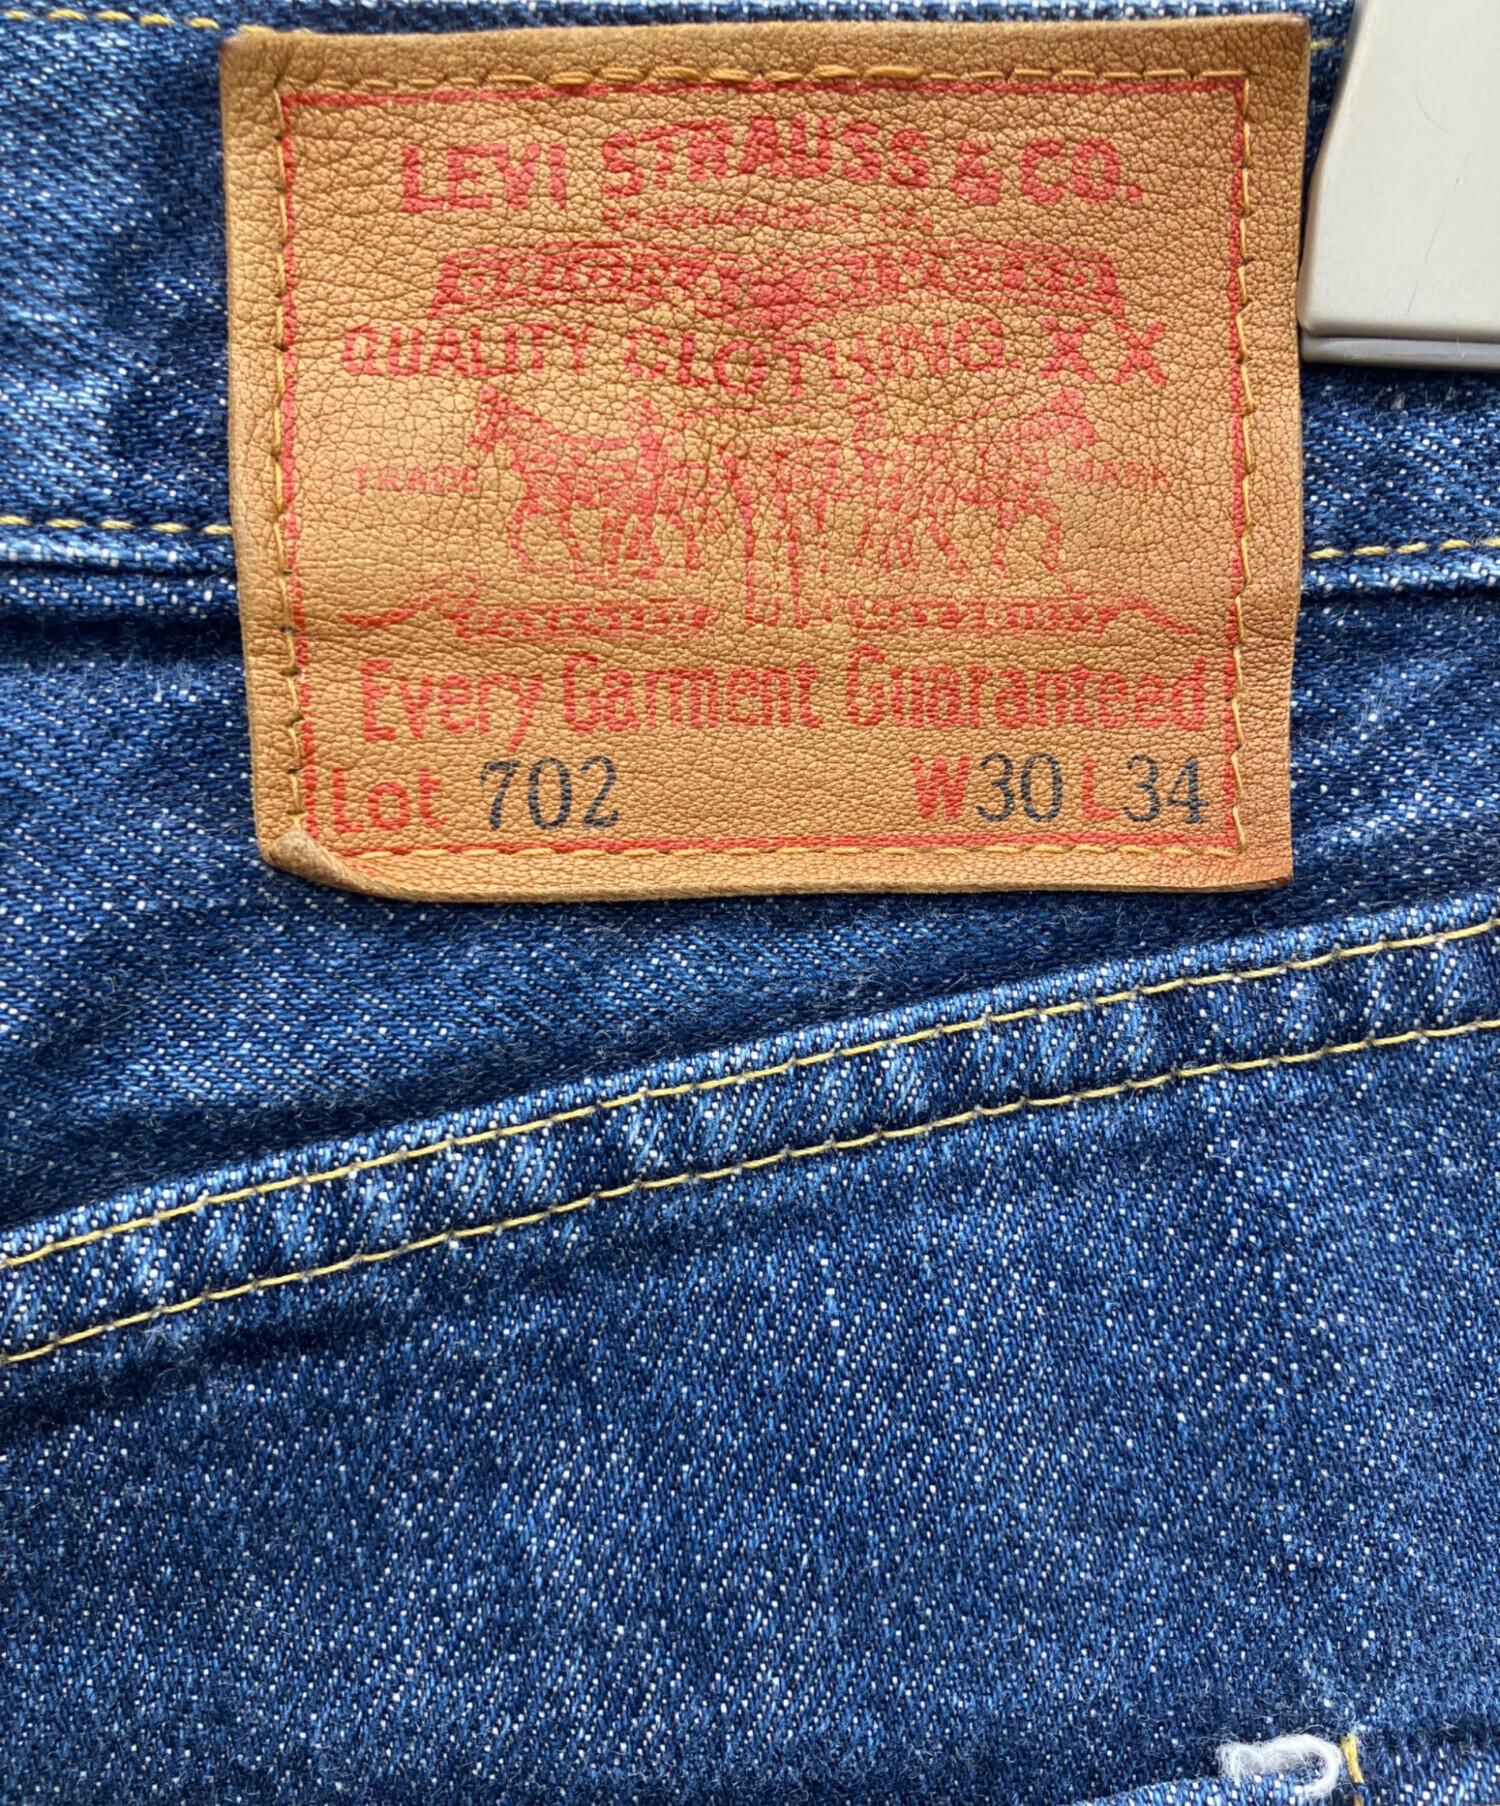 LEVI STRAUSS & CO.
QUALITY CLOTHING. XX
TRADE MARK
Every Garment Guaranteed
Lot 702 W30 L34